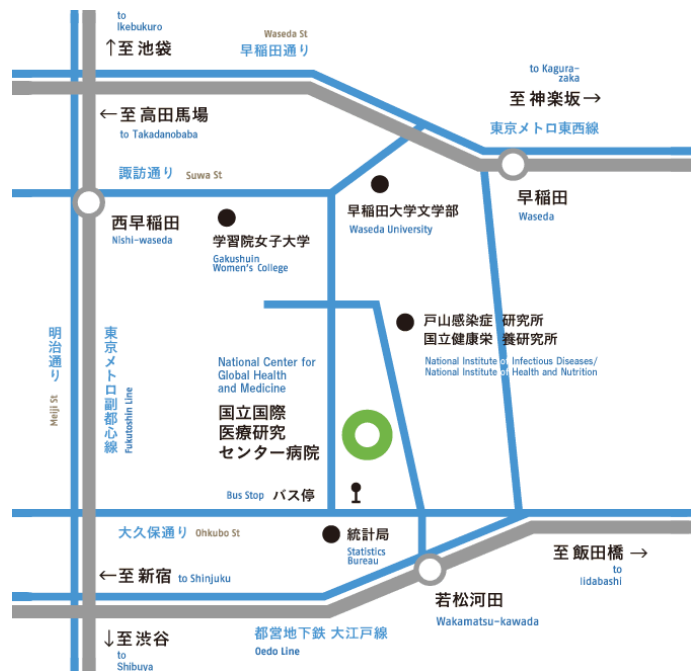 to
Ikebukuro
↑至 池袋
Waseda St
早稲田通り
to Kagura-
zaka
至 神楽坂→
←至 高田馬場
to Takadanobaba
東京メトロ東西線
諏訪通り Suwa St
早稲田
Waseda
西早稲田
Nishi-waseda
学習院女子大学
Gakushuin
Women's College
早稲田大学文学部
Waseda University
戸山感染症 研究所
国立健康栄 養研究所
National Institute of Infectious Diseases/
National Institute of Health and Nutrition
明治通り
Meiji St
東京メトロ副都心線
Fukutoshin Line
National Center for
Global Health
and Medicine
国立国際
医療研究
センター病院
Bus Stop バス停
大久保通り Ohkubo St
統計局
Statistics
Bureau
至 飯田橋 →
to
Iidabashi
←至 新宿 to Shinjuku
若松河田
Wakamatsu-kawada
都営地下鉄 大江戸線
Oedo Line
↓至 渋谷
to
Shibuya